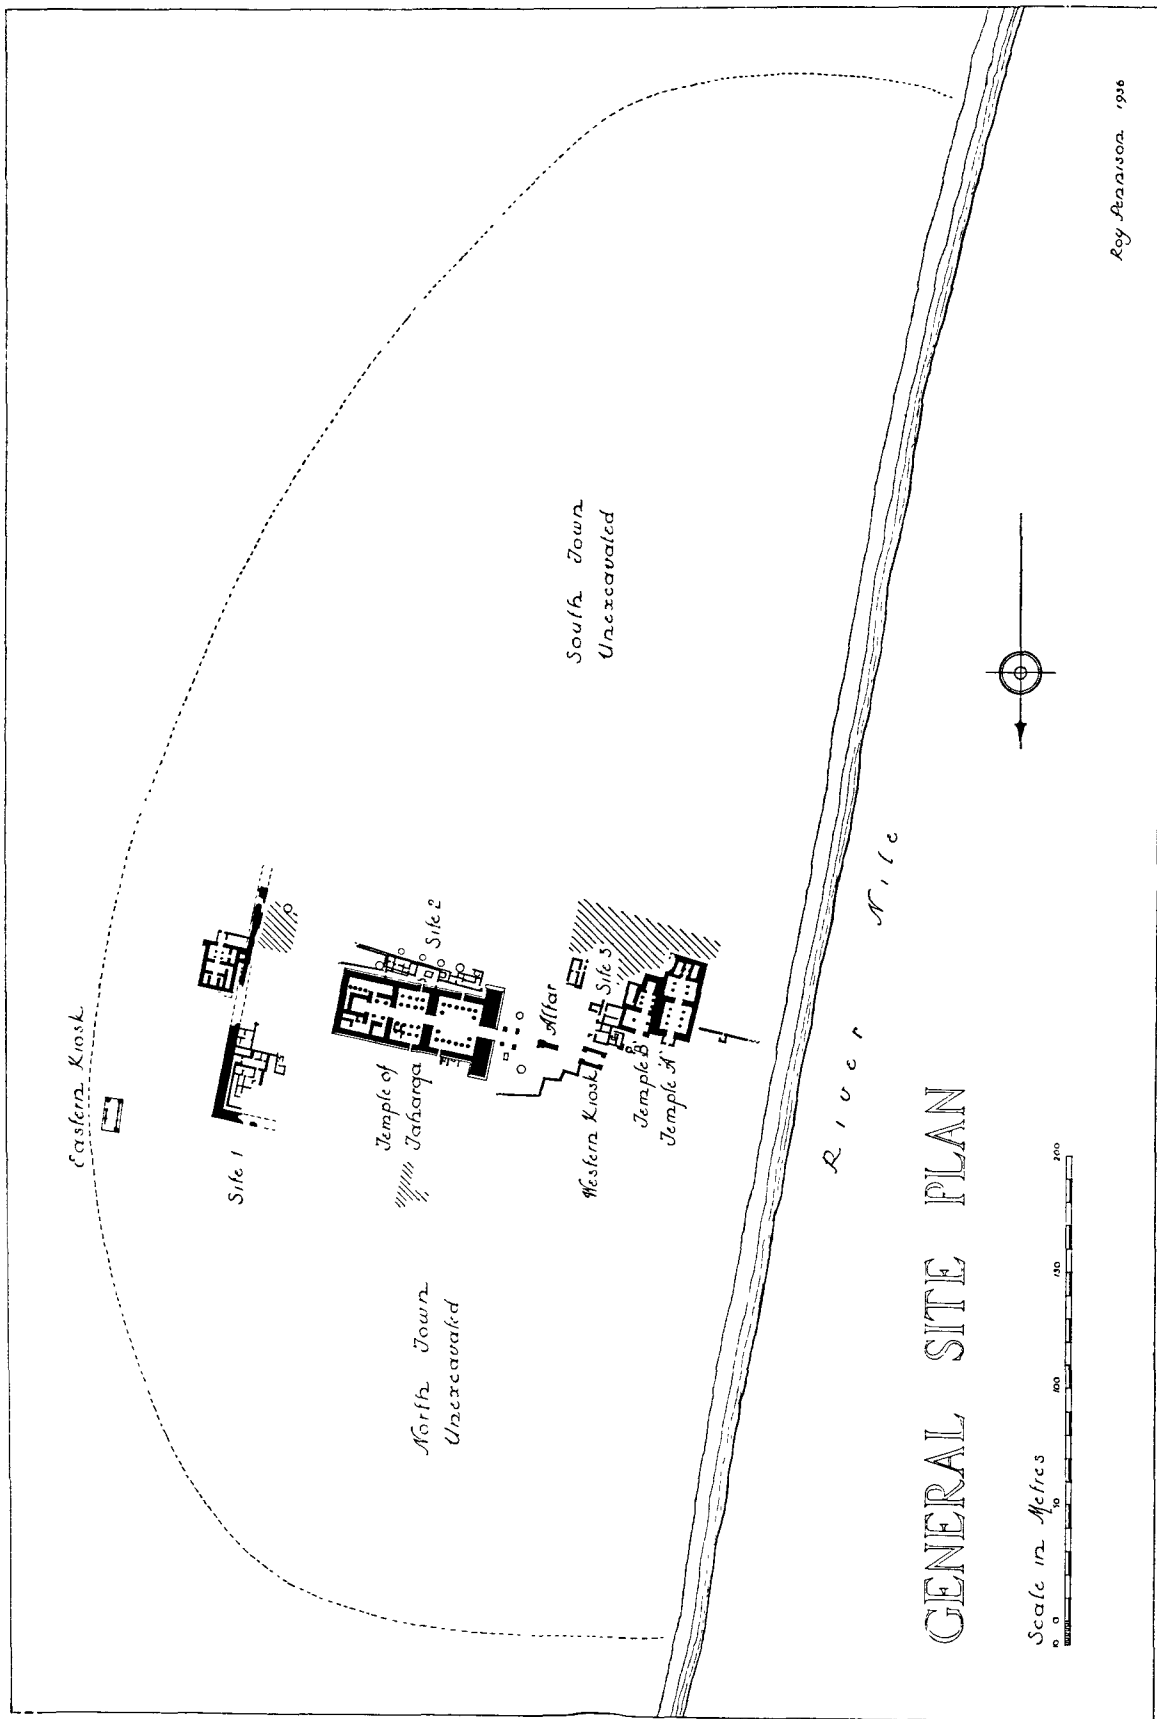 Eastern Kiosk
Site 1
Temple of
Taharqa
Site 2
Altar
Western Kiosk
Site 3
Temple B'
Temple A'
North Town
Unexcavated
South Town
Unexcavated
River Nile
GENERAL SITE PLAN
Scale in Metres
10 0 50 100 150 200
Roy Pennison 1936